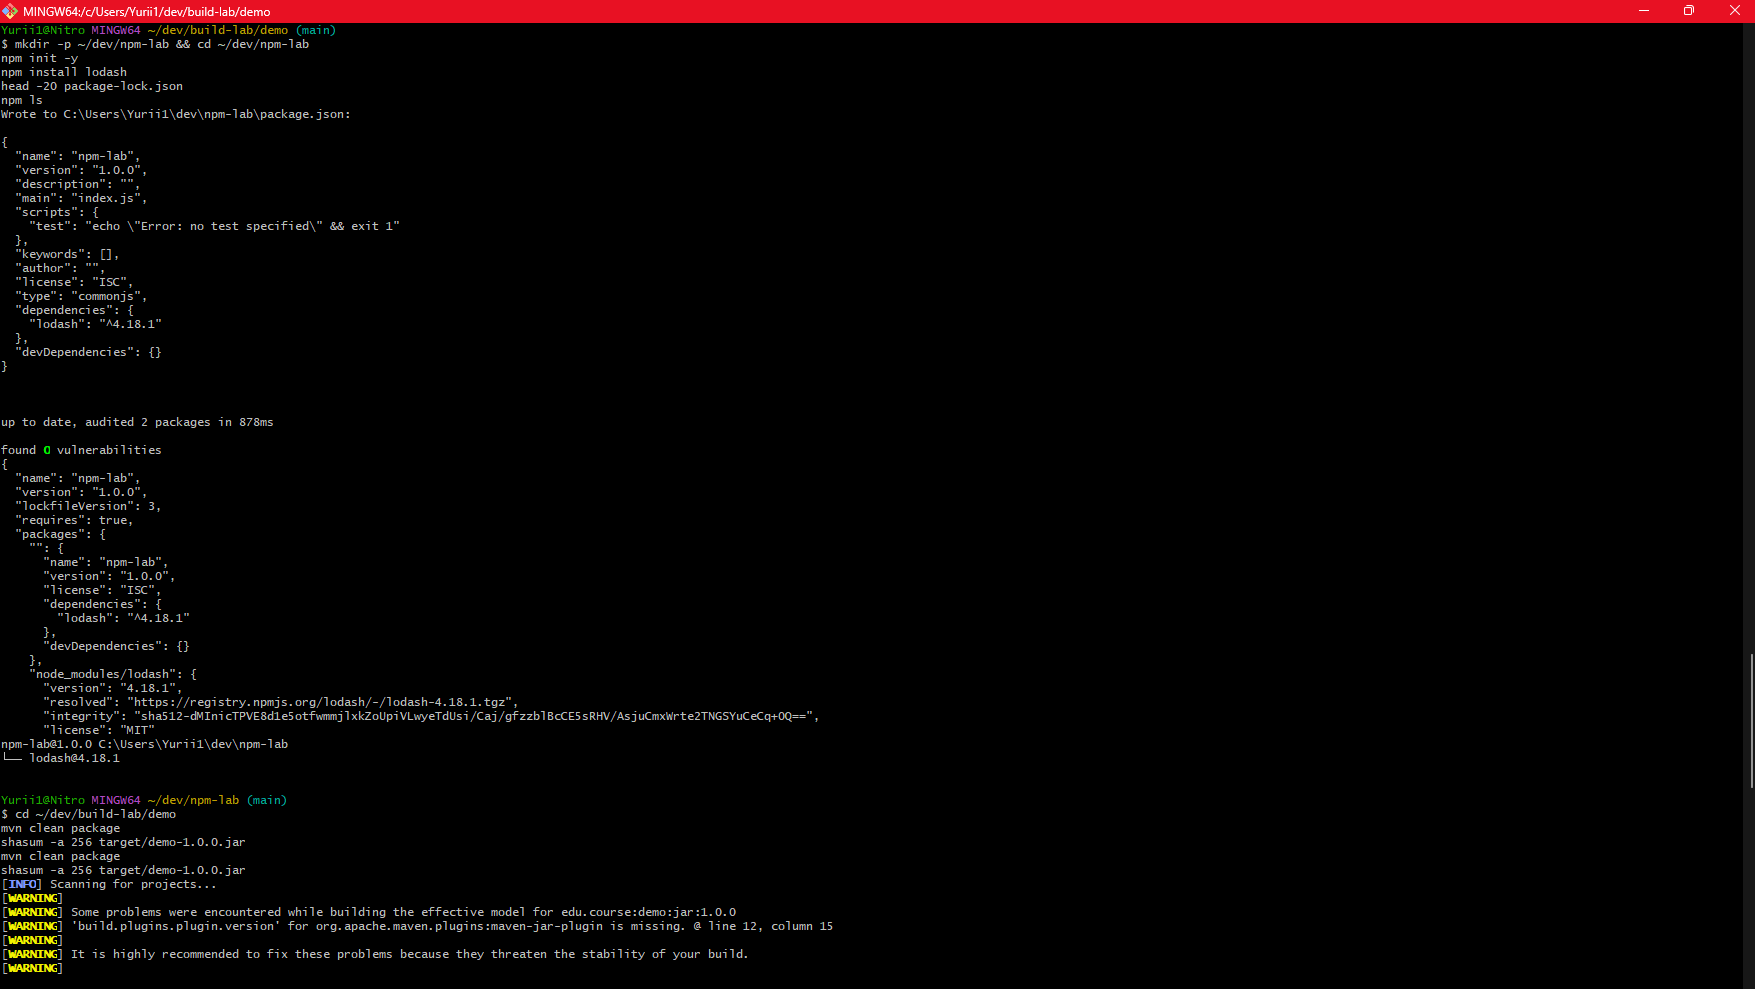 MINGW64:/c/Users/Yurii1/dev/build-lab/demo
Yurii1@Nitro MINGW64 ~/dev/build-lab/demo (main)
$ mkdir -p ~/dev/npm-lab && cd ~/dev/npm-lab
npm init -y
npm install lodash
head -20 package-lock.json
npm ls
Wrote to C:\Users\Yurii1\dev\npm-lab\package.json:
{
  "name": "npm-lab",
  "version": "1.0.0",
  "description": "",
  "main": "index.js",
  "scripts": {
    "test": "echo \"Error: no test specified\" && exit 1"
  },
  "keywords": [],
  "author": "",
  "license": "ISC",
  "type": "commonjs",
  "dependencies": {
    "lodash": "^4.18.1"
  },
  "devDependencies": {}
}
up to date, audited 2 packages in 878ms
found 0 vulnerabilities
{
  "name": "npm-lab",
  "version": "1.0.0",
  "lockfileVersion": 3,
  "requires": true,
  "packages": {
    "": {
      "name": "npm-lab",
      "version": "1.0.0",
      "license": "ISC",
      "dependencies": {
        "lodash": "^4.18.1"
      },
      "devDependencies": {}
    },
    "node_modules/lodash": {
      "version": "4.18.1",
      "resolved": "https://registry.npmjs.org/lodash/-/lodash-4.18.1.tgz",
      "integrity": "sha512-dMInicTPVE8d1e5otfwmmjlxkZoUpiVLwyeTdUsi/Caj/gfzzblBcCE5sRHV/AsjuCmxWrte2TNGSYuCeCq+0Q==",
      "license": "MIT"
npm-lab@1.0.0 C:\Users\Yurii1\dev\npm-lab
└── lodash@4.18.1
Yurii1@Nitro MINGW64 ~/dev/npm-lab (main)
$ cd ~/dev/build-lab/demo
mvn clean package
shasum -a 256 target/demo-1.0.0.jar
mvn clean package
shasum -a 256 target/demo-1.0.0.jar
[INFO] Scanning for projects...
[WARNING]
[WARNING] Some problems were encountered while building the effective model for edu.course:demo:jar:1.0.0
[WARNING] 'build.plugins.plugin.version' for org.apache.maven.plugins:maven-jar-plugin is missing. @ line 12, column 15
[WARNING]
[WARNING] It is highly recommended to fix these problems because they threaten the stability of your build.
[WARNING]